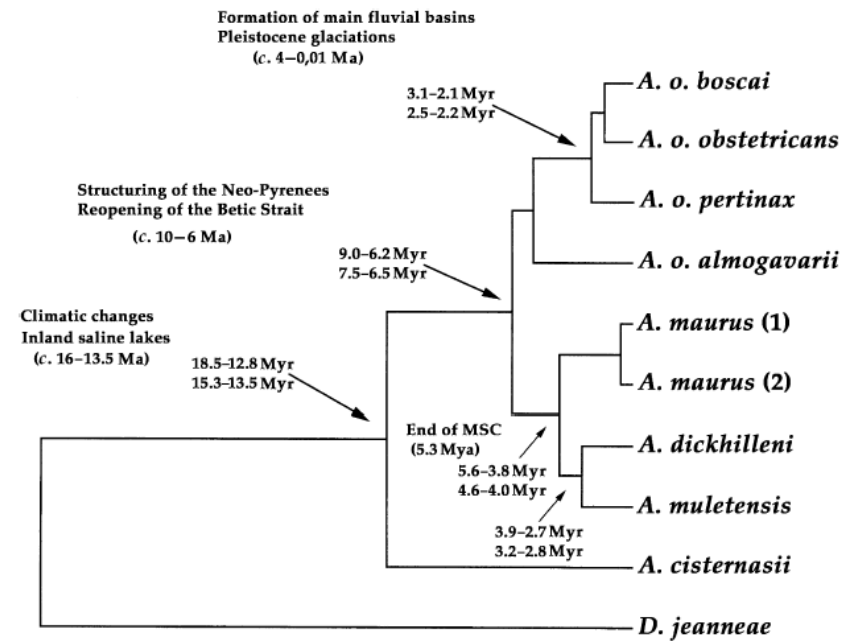 Formation of main fluvial basins
Pleistocene glaciations
(c. 4–0,01 Ma)
3.1–2.1 Myr
2.5–2.2 Myr
A. o. boscai
A. o. obstetricans
Structuring of the Neo-Pyrenees
Reopening of the Betic Strait
(c. 10–6 Ma)
A. o. pertinax
9.0–6.2 Myr
7.5–6.5 Myr
A. o. almogavarii
Climatic changes
Inland saline lakes
(c. 16–13.5 Ma)
A. maurus (1)
18.5–12.8 Myr
15.3–13.5 Myr
A. maurus (2)
End of MSC
(5.3 Mya)
A. dickhilleni
5.6–3.8 Myr
4.6–4.0 Myr
A. muletensis
3.9–2.7 Myr
3.2–2.8 Myr
A. cisternasii
D. jeanneae